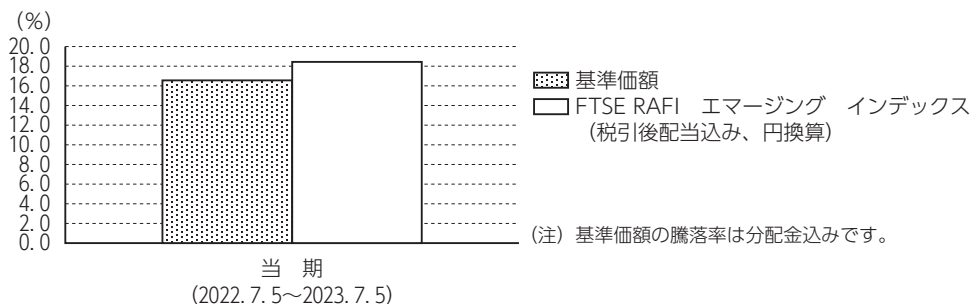 (%)
20.0
18.0
16.0
14.0
12.0
10.0
8.0
6.0
4.0
2.0
0.0
基準価額
FTSE RAFI　エマージング　インデックス
（税引後配当込み、円換算）
（注）基準価額の騰落率は分配金込みです。
当　期
(2022.7.5～2023.7.5)